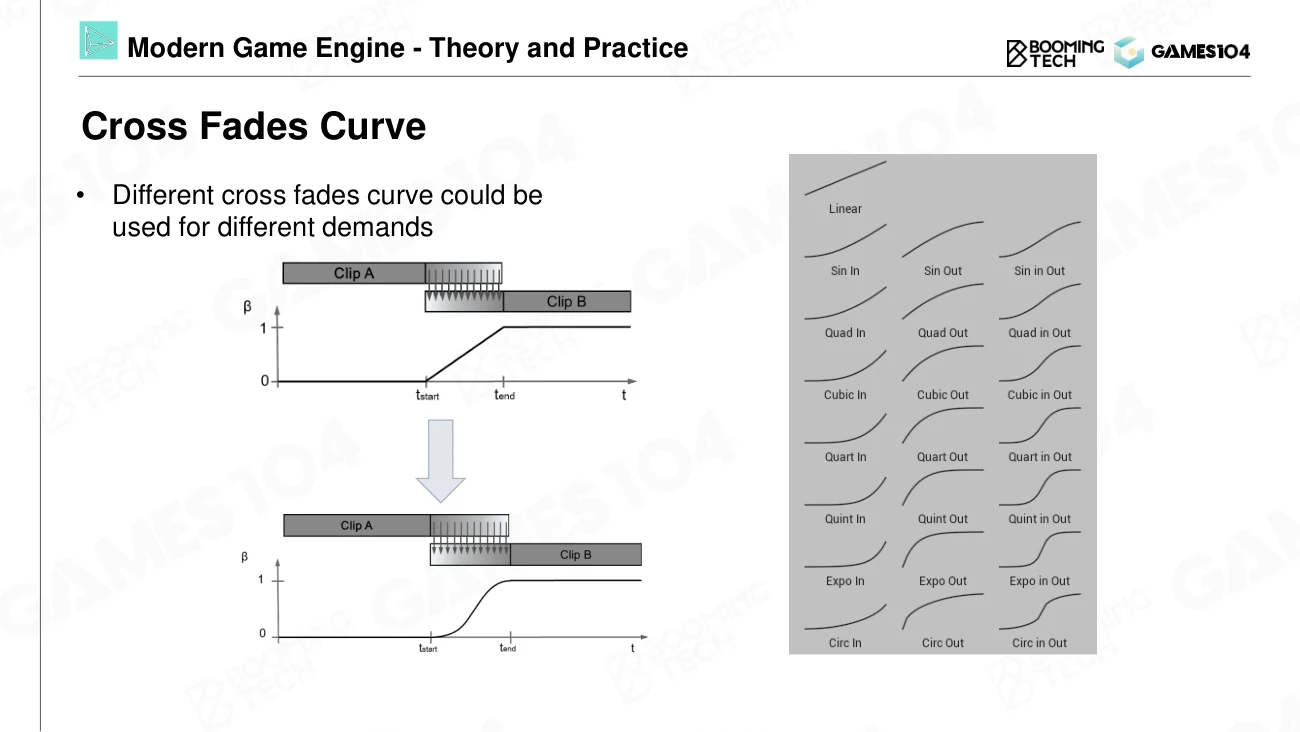 Modern Game Engine - Theory and Practice
BOOMING
TECH
GAMES104
Cross Fades Curve
• Different cross fades curve could be
used for different demands
Clip A
Clip B
β
1
0
tstart
tend
t
Clip A
Clip B
β
1
0
tstart
tend
t
Linear
Sin In
Sin Out
Sin in Out
Quad In
Quad Out
Quad in Out
Cubic In
Cubic Out
Cubic in Out
Quart In
Quart Out
Quart in Out
Quint In
Quint Out
Quint in Out
Expo In
Expo Out
Expo in Out
Circ In
Circ Out
Circ in Out